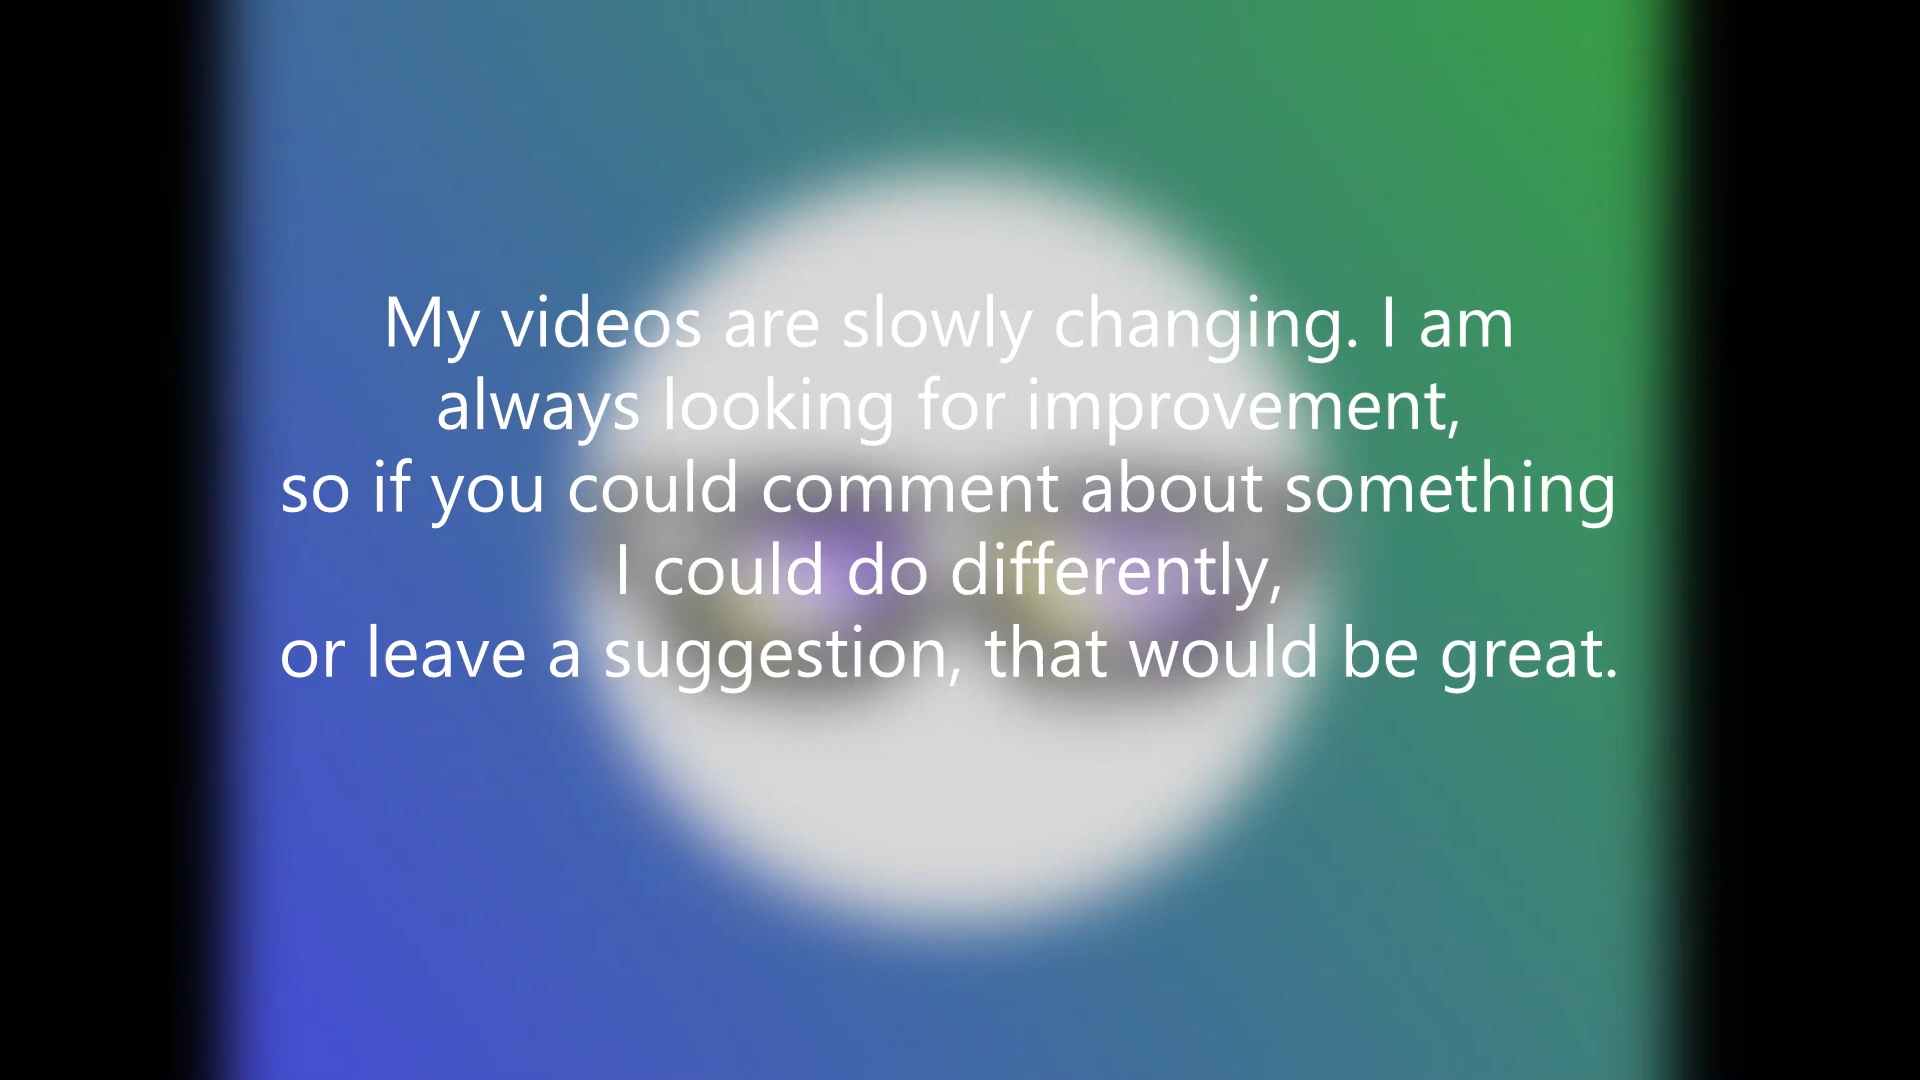 My videos are slowly changing. I am
always looking for improvement,
so if you could comment about something
I could do differently,
or leave a suggestion, that would be great.